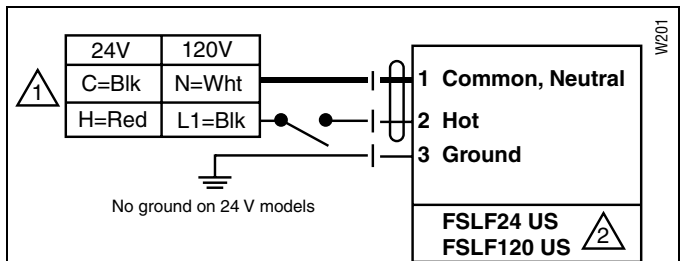 24V 120V
1 C=Blk N=Wht 1 Common, Neutral
H=Red L1=Blk 2 Hot
3 Ground
No ground on 24 V models
FSLF24 US
FSLF120 US 2
W201